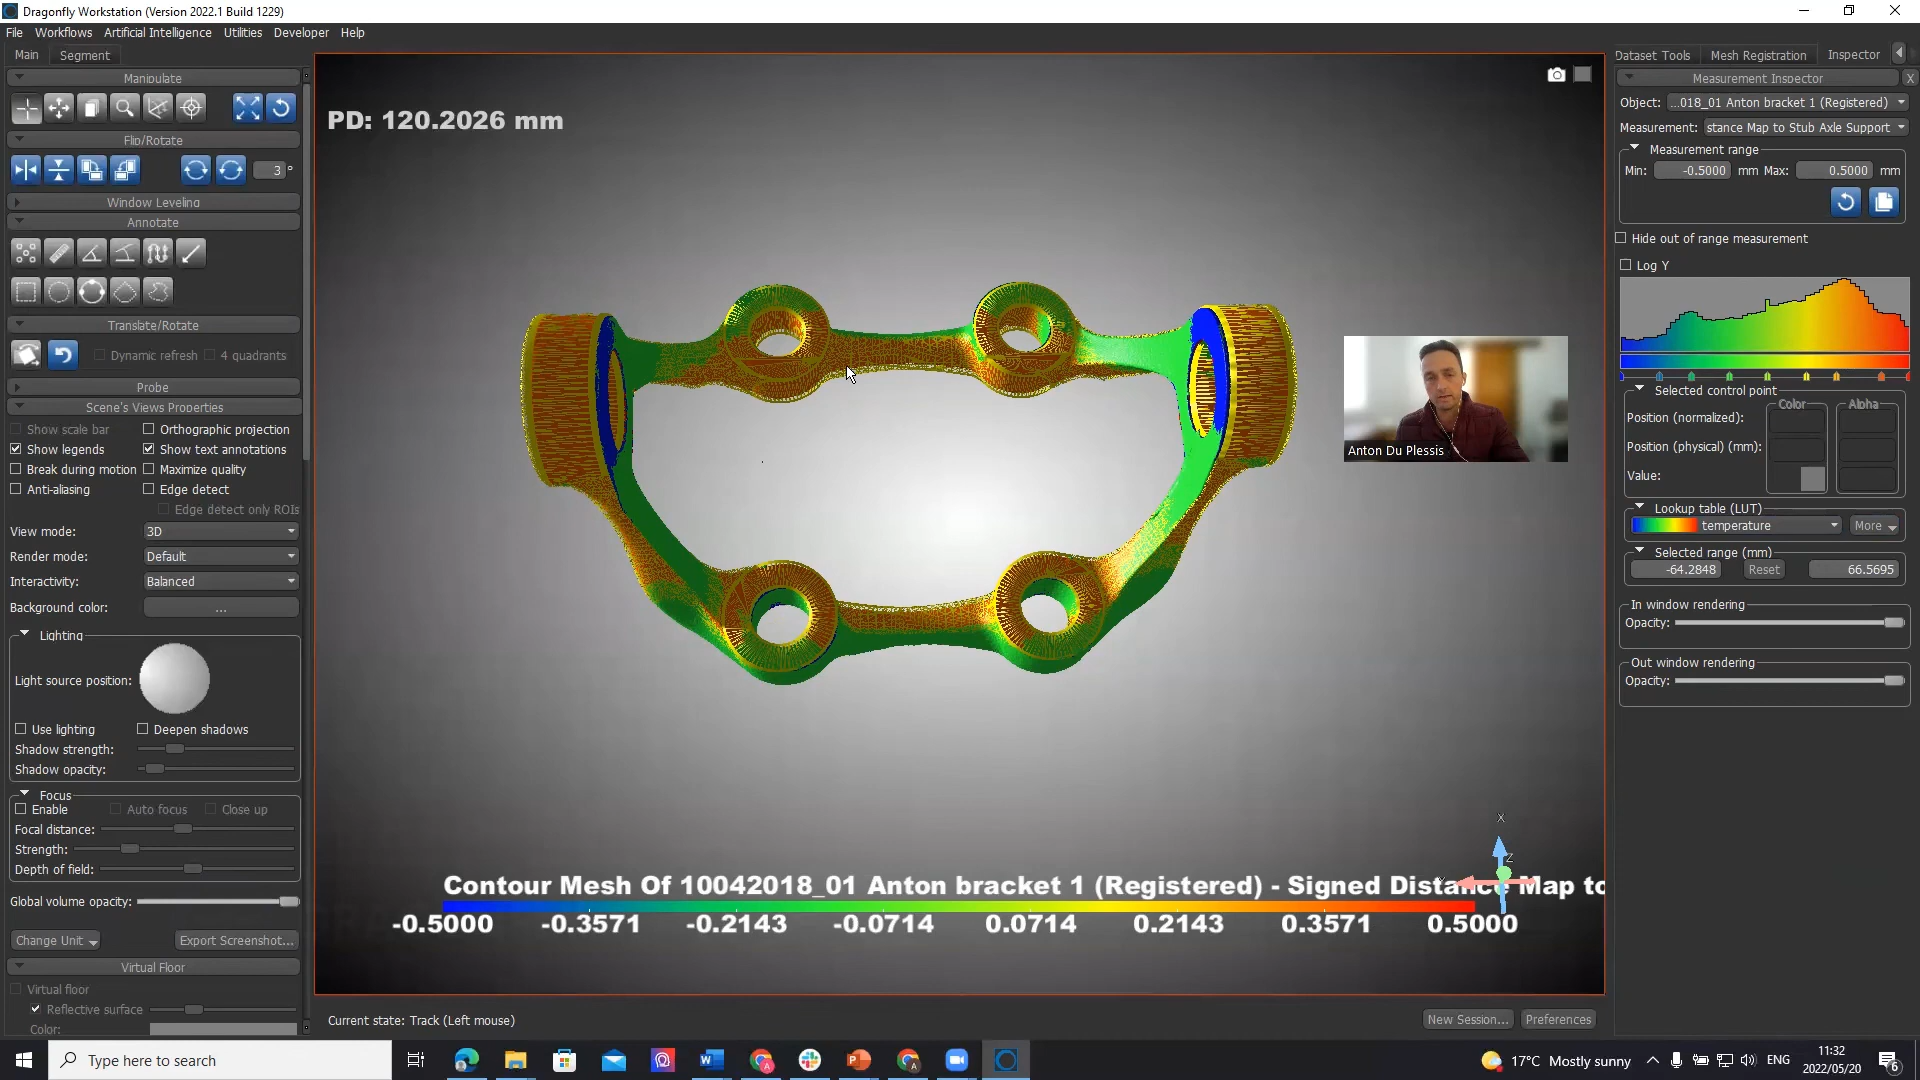 Dragonfly Workstation (Version 2022.1 Build 1229)
File Workflows Artificial Intelligence Utilities Developer Help
Main Segment
Manipulate
Flip/Rotate
3 °
Window Leveling
Annotate
Translate/Rotate
Dynamic refresh 4 quadrants
Probe
Scene's Views Properties
Show scale bar Orthographic projection
Show legends Show text annotations
Break during motion Maximize quality
Anti-aliasing Edge detect
Edge detect only ROIs
View mode: 3D
Render mode: Default
Interactivity: Balanced
Background color: ...
Lighting
Light source position:
Use lighting Deepen shadows
Shadow strength:
Shadow opacity:
Focus
Enable Auto focus Close up
Focal distance:
Strength:
Depth of field:
Global volume opacity:
Change Unit Export Screenshot...
Virtual Floor
Virtual floor
Reflective surface
Color:
PD: 120.2026 mm
Anton Du Plessis
X
Z
Contour Mesh Of 10042018_01 Anton bracket 1 (Registered) - Signed Distance Map to
-0.5000 -0.3571 -0.2143 -0.0714 0.0714 0.2143 0.3571 0.5000
Current state: Track (Left mouse)
New Session... Preferences
Dataset Tools Mesh Registration Inspector
Measurement Inspector X
Object: ...018_01 Anton bracket 1 (Registered)
Measurement: stance Map to Stub Axle Support
Measurement range
Min: -0.5000 mm Max: 0.5000 mm
Hide out of range measurement
Log Y
Selected control point
Color Alpha
Position (normalized):
Position (physical) (mm):
Value:
Lookup table (LUT)
temperature More
Selected range (mm)
-64.2848 Reset 66.5695
In window rendering
Opacity:
Out window rendering
Opacity:
Type here to search
17°C Mostly sunny ENG 11:32
2022/05/20 6